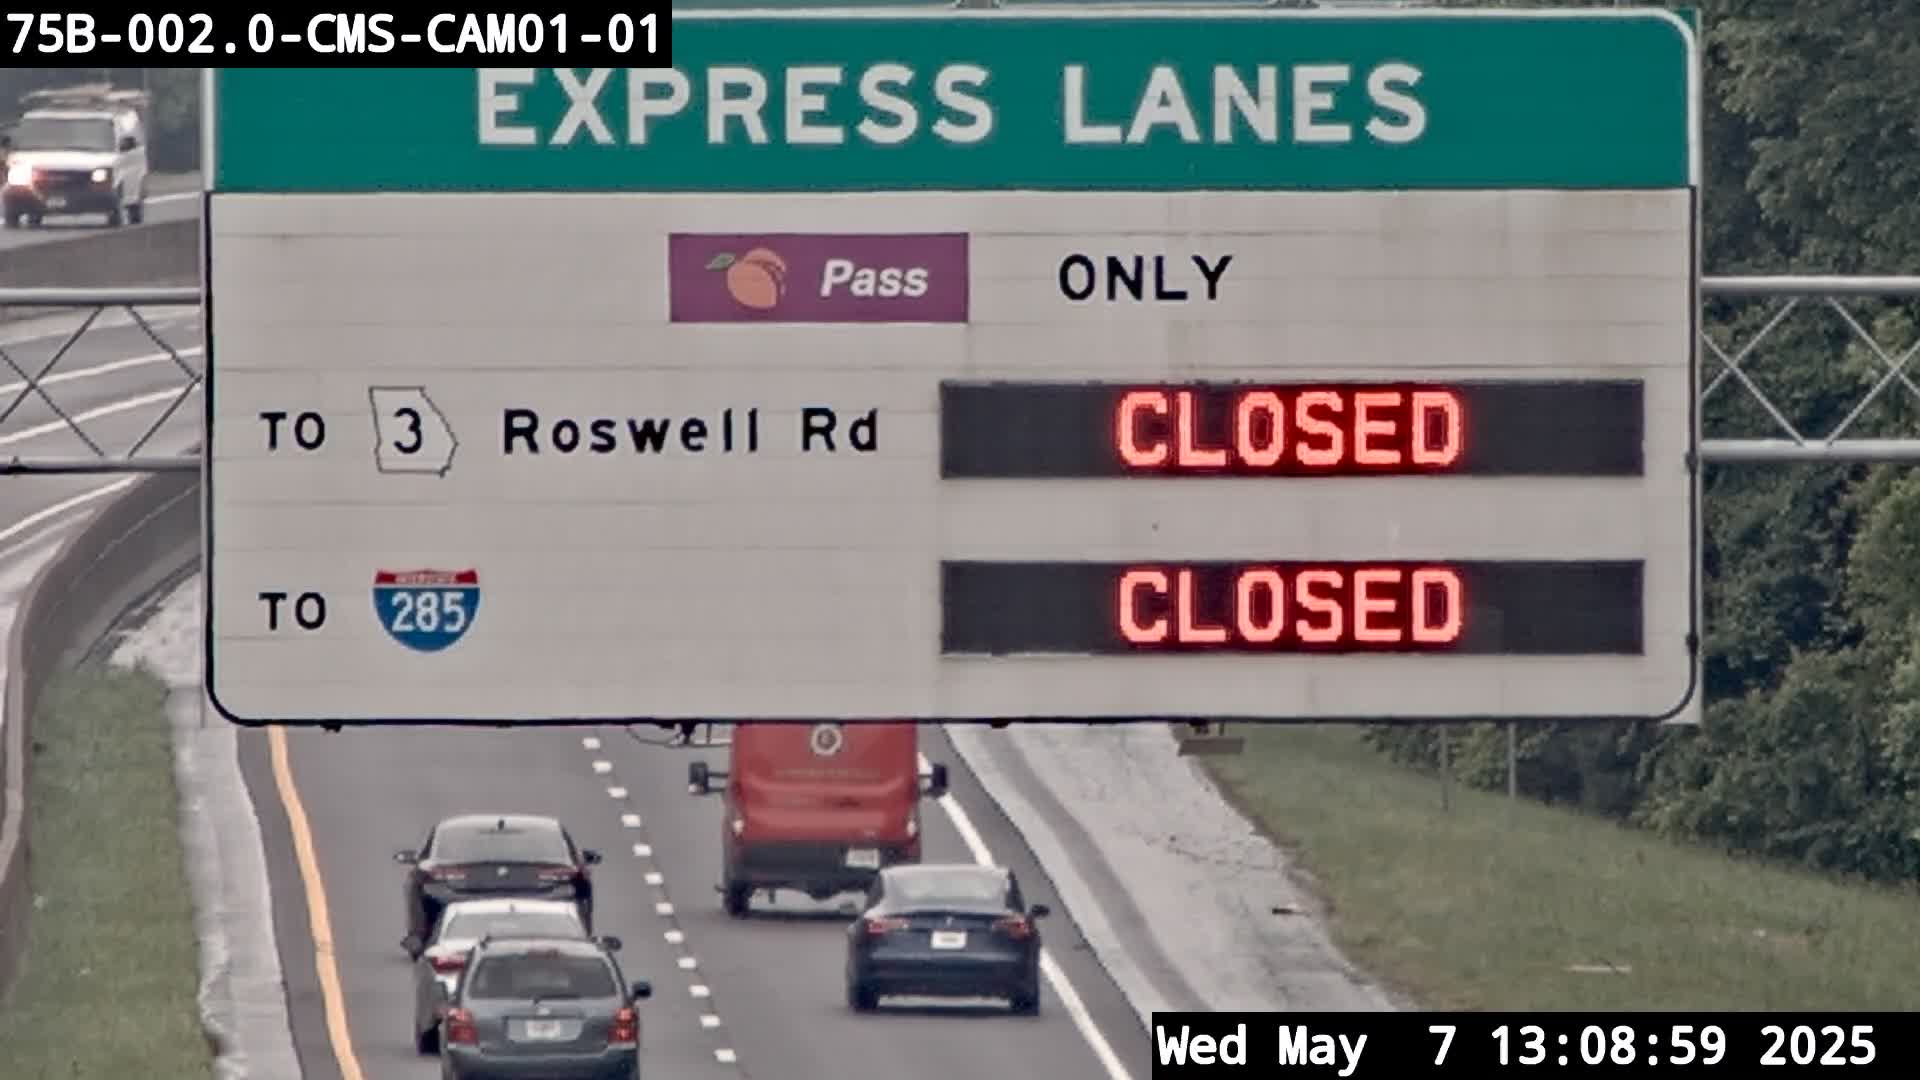 75B-002.0-CMS-CAM01-01
EXPRESS LANES
Pass ONLY
TO 3 Roswell Rd CLOSED
TO 285 CLOSED
Wed May 7 13:08:59 2025